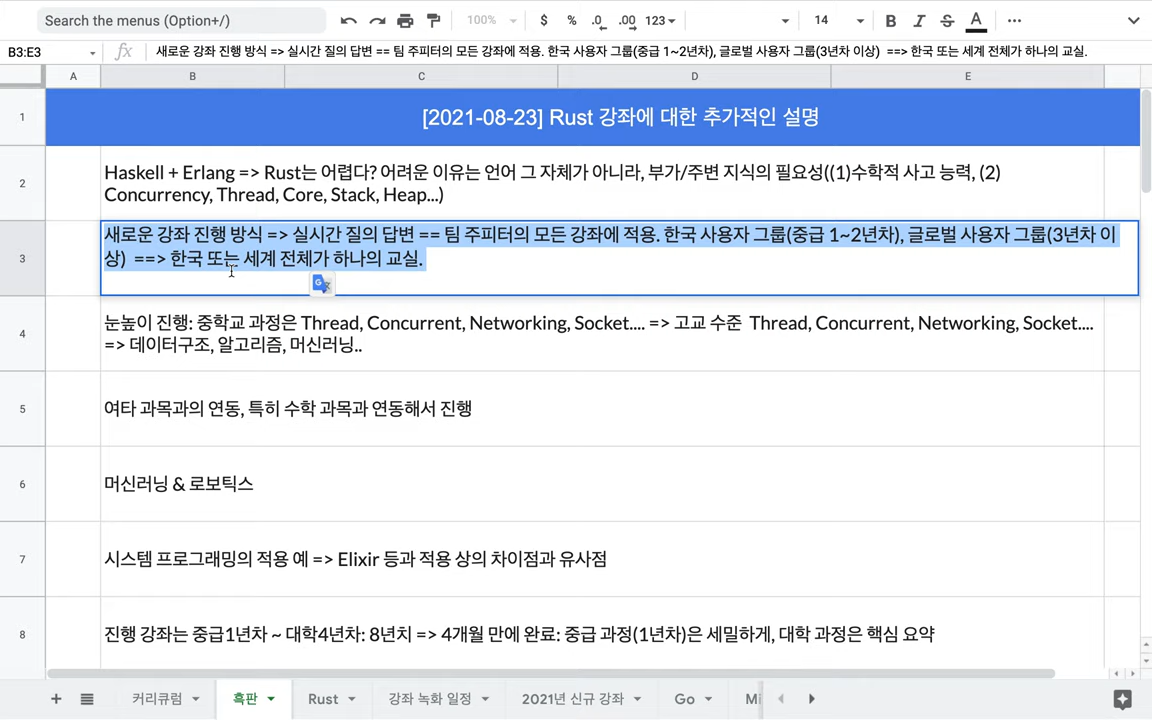 Search the menus (Option+/)
100%
$ % .0 .00 123
14
B I S A
B3:E3
fx
새로운 강좌 진행 방식 => 실시간 질의 답변 == 팀 주피터의 모든 강좌에 적용. 한국 사용자 그룹(중급 1~2년차), 글로벌 사용자 그룹(3년차 이상)  ==> 한국 또는 세계 전체가 하나의 교실.
A B C D E
1
[2021-08-23] Rust 강좌에 대한 추가적인 설명
2
Haskell + Erlang => Rust는 어렵다? 어려운 이유는 언어 그 자체가 아니라, 부가/주변 지식의 필요성((1)수학적 사고 능력, (2)
Concurrency, Thread, Core, Stack, Heap...)
3
새로운 강좌 진행 방식 => 실시간 질의 답변 == 팀 주피터의 모든 강좌에 적용. 한국 사용자 그룹(중급 1~2년차), 글로벌 사용자 그룹(3년차 이
상)  ==> 한국 또는 세계 전체가 하나의 교실.
4
눈높이 진행: 중학교 과정은 Thread, Concurrent, Networking, Socket.... => 고교 수준  Thread, Concurrent, Networking, Socket....
=> 데이터구조, 알고리즘, 머신러닝..
5
여타 과목과의 연동, 특히 수학 과목과 연동해서 진행
6
머신러닝 & 로보틱스
7
시스템 프로그래밍의 적용 예 => Elixir 등과 적용 상의 차이점과 유사점
8
진행 강좌는 중급1년차 ~ 대학4년차: 8년치 => 4개월 만에 완료: 중급 과정(1년차)은 세밀하게, 대학 과정은 핵심 요약
커리큐럼 흑판 Rust 강좌 녹화 일정 2021년 신규 강좌 Go